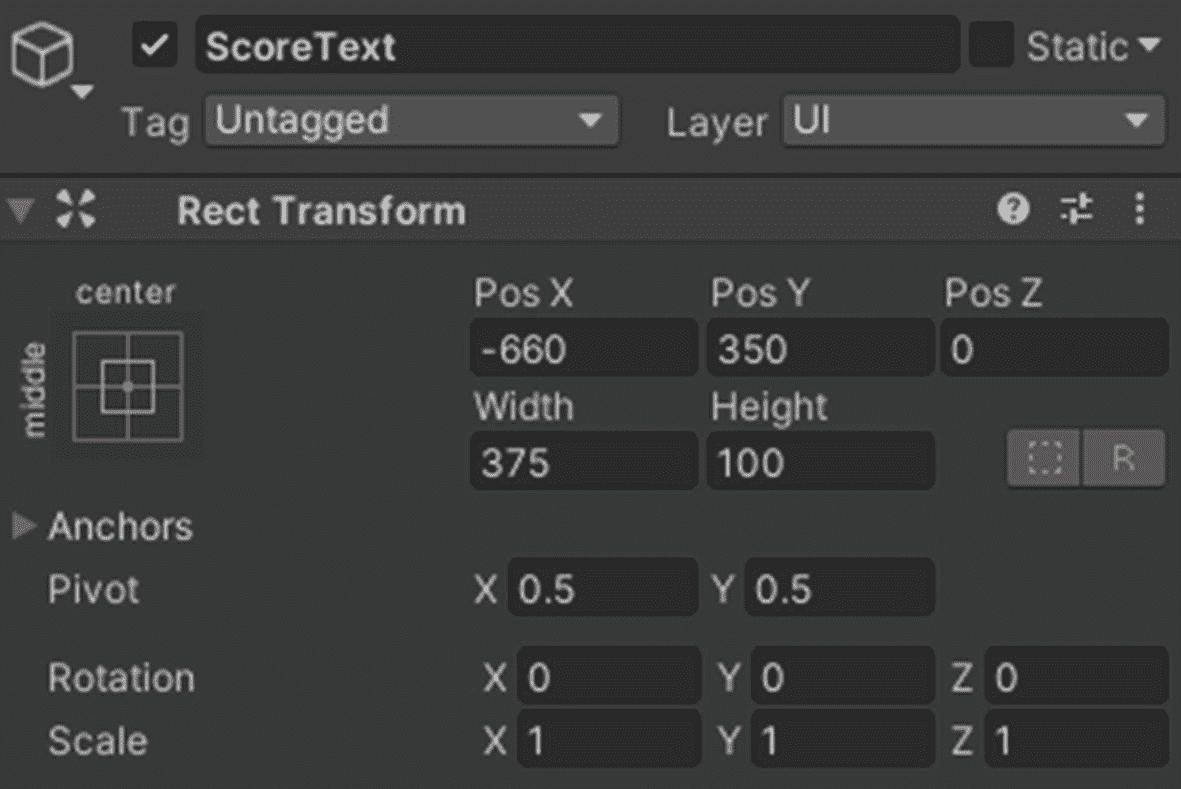 ScoreText Static
Tag Untagged Layer UI
Rect Transform
center Pos X Pos Y Pos Z
middle -660 350 0
Width Height
375 100 R
Anchors
Pivot X 0.5 Y 0.5
Rotation X 0 Y 0 Z 0
Scale X 1 Y 1 Z 1